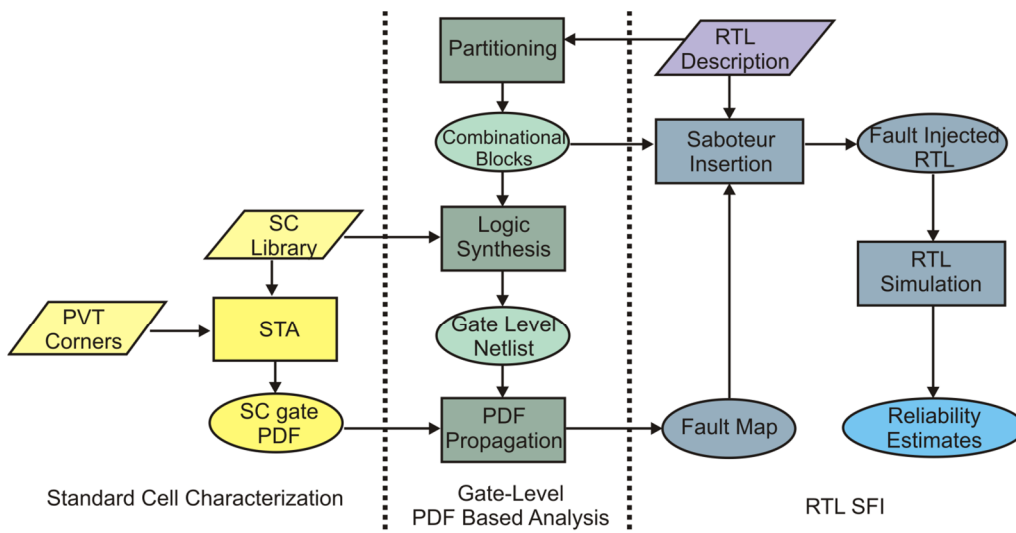 Partitioning
RTL
Description
Combinational
Blocks
Saboteur
Insertion
Fault Injected
RTL
SC
Library
Logic
Synthesis
RTL
Simulation
PVT
Corners
STA
Gate Level
Netlist
SC gate
PDF
PDF
Propagation
Fault Map
Reliability
Estimates
Standard Cell Characterization
Gate-Level
PDF Based Analysis
RTL SFI